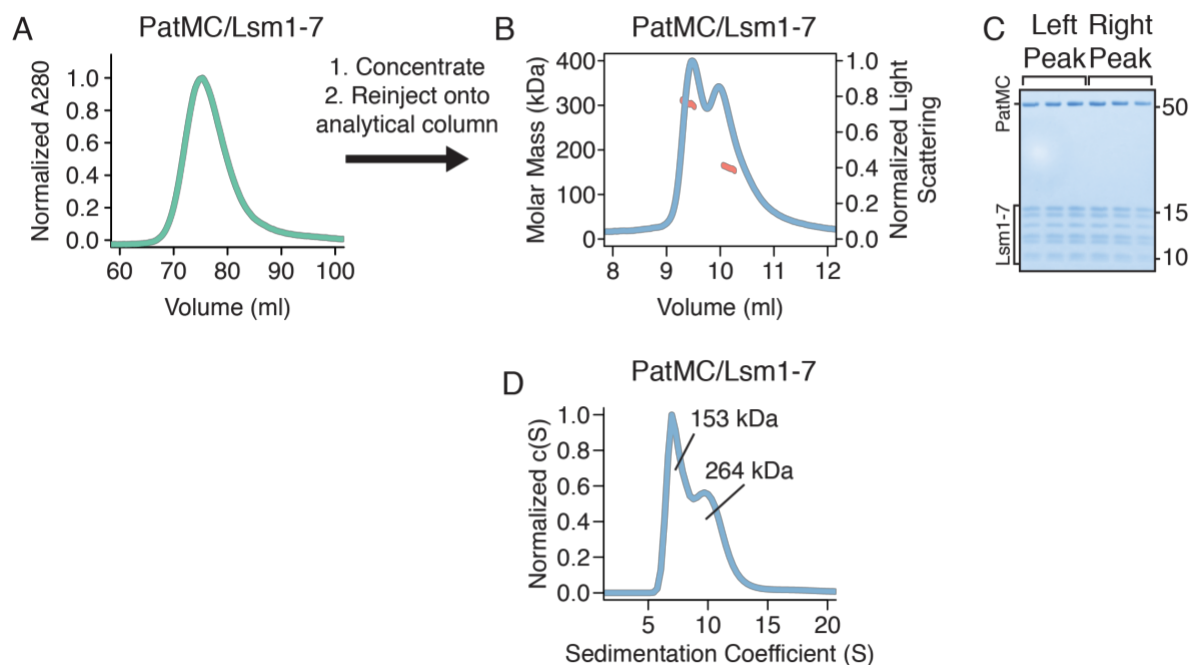 A
PatMC/Lsm1-7
Normalized A280
1.0
0.8
0.6
0.4
0.2
0.0
60 70 80 90 100
Volume (ml)
1. Concentrate
2. Reinject onto
analytical column
B
PatMC/Lsm1-7
Molar Mass (kDa)
400
300
200
100
0
1.0
0.8
0.6
0.4
0.2
0.0
Normalized Light
Scattering
8 9 10 11 12
Volume (ml)
C
Left Right
Peak Peak
PatMC
50
Lsm1-7
15
10
D
PatMC/Lsm1-7
Normalized c(S)
1.0
0.8
0.6
0.4
0.2
0.0
153 kDa
264 kDa
5 10 15 20
Sedimentation Coefficient (S)